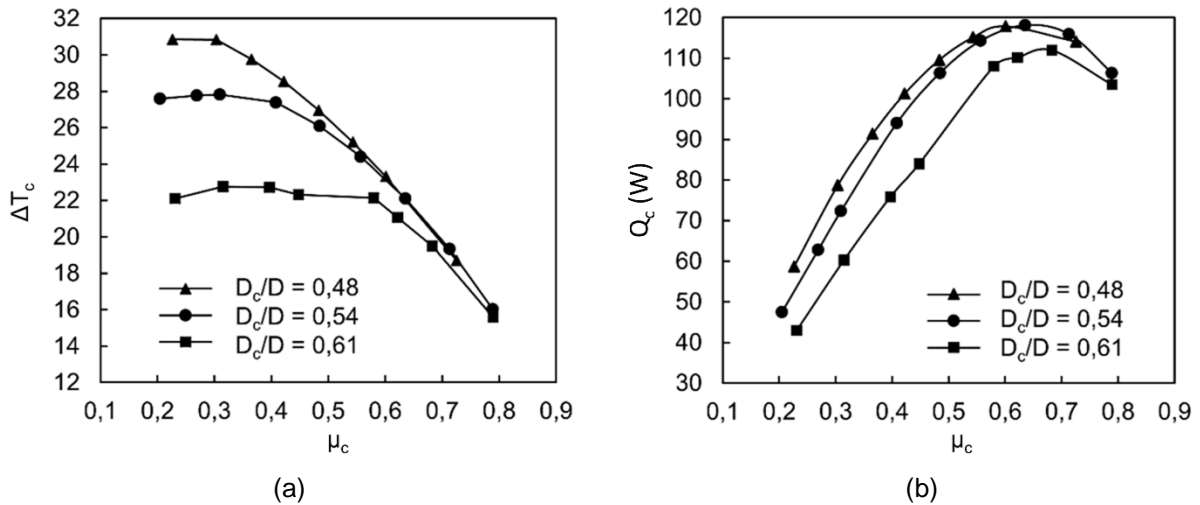 32
30
28
26
24
22
20
18
16
14
12
ΔT_c
D_c/D = 0,48
D_c/D = 0,54
D_c/D = 0,61
0,1 0,2 0,3 0,4 0,5 0,6 0,7 0,8 0,9
μ_c
(a)
120
110
100
90
80
70
60
50
40
30
Q_c (W)
D_c/D = 0,48
D_c/D = 0,54
D_c/D = 0,61
0,1 0,2 0,3 0,4 0,5 0,6 0,7 0,8 0,9
μ_c
(b)